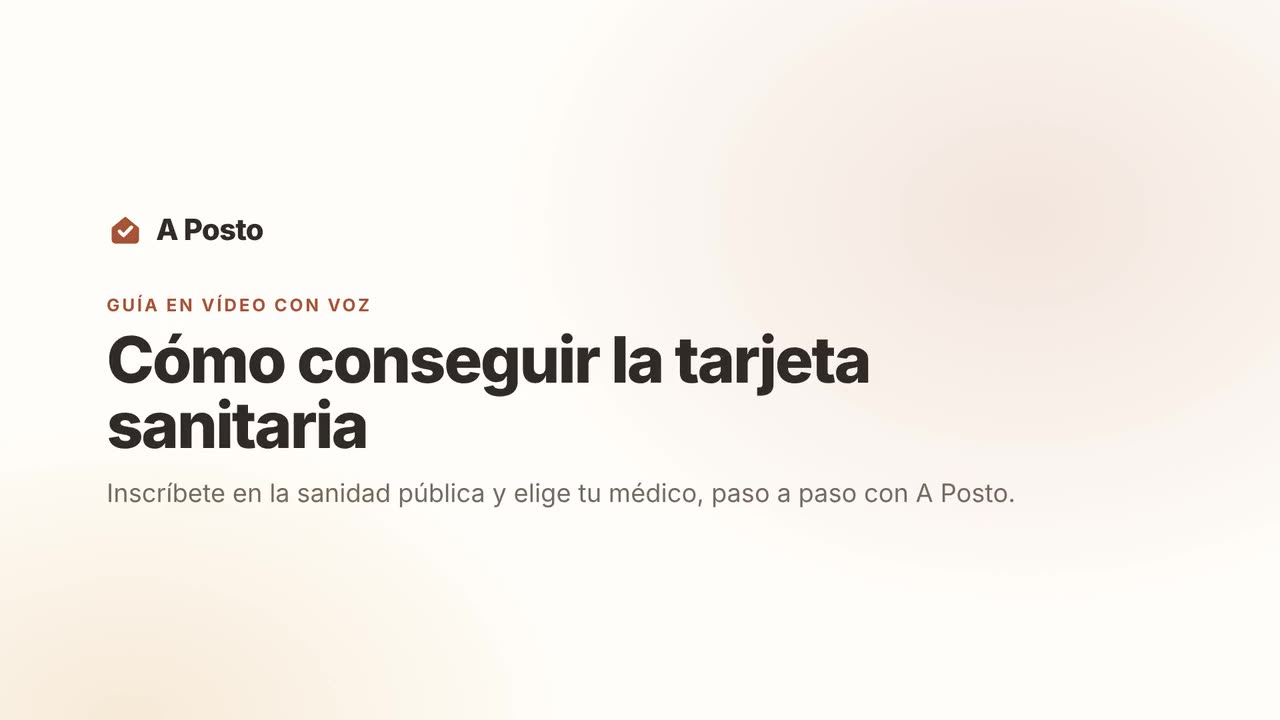 A Posto
GUÍA EN VÍDEO CON VOZ
Cómo conseguir la tarjeta
sanitaria
Inscríbete en la sanidad pública y elige tu médico, paso a paso con A Posto.